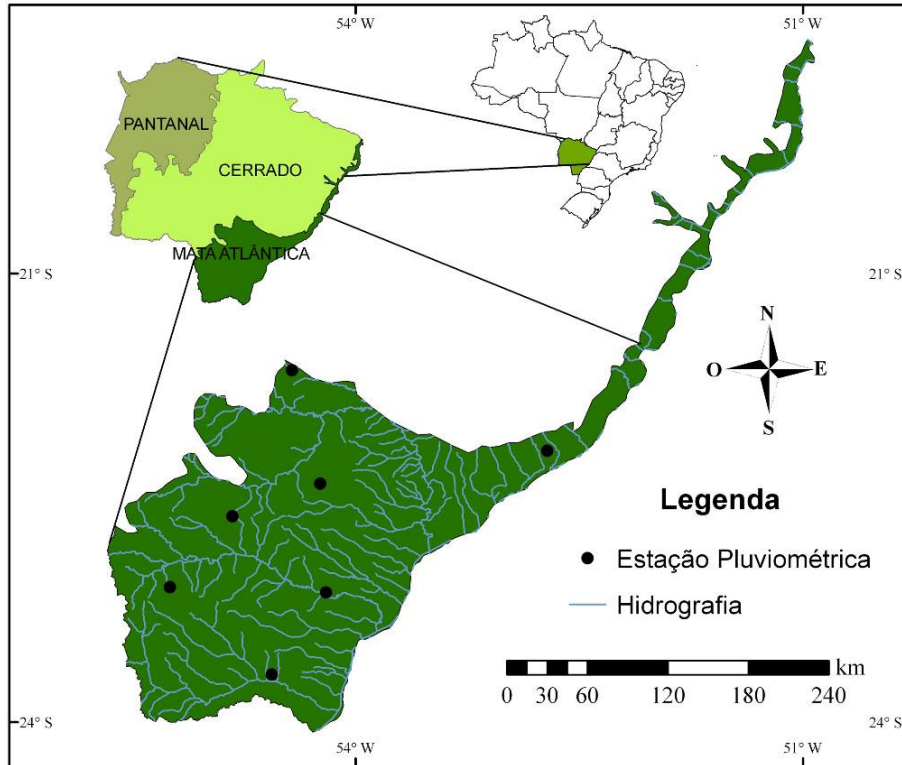 54° W
51° W
PANTANAL
CERRADO
MATA ATLÂNTICA
21° S
21° S
N
O
E
S
Legenda
Estação Pluviométrica
Hidrografia
km
0 30 60 120 180 240
24° S
24° S
54° W
51° W